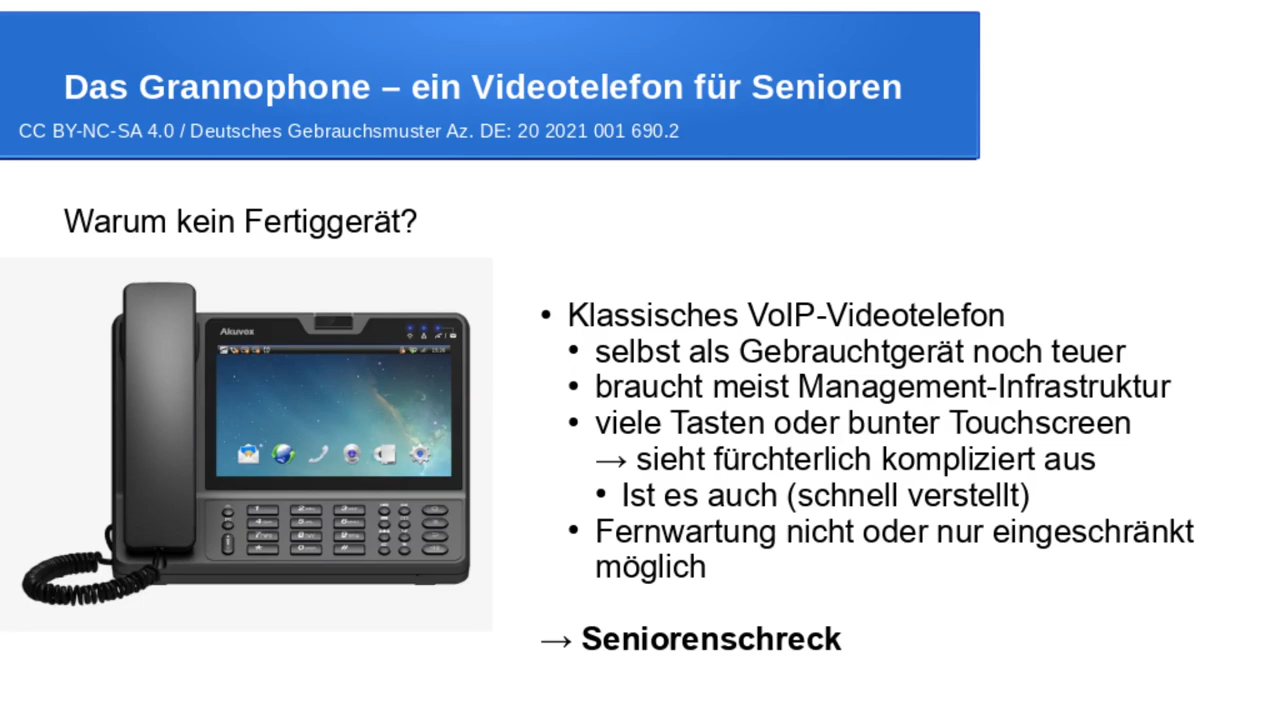 Das Grannophone – ein Videotelefon für Senioren
CC BY-NC-SA 4.0 / Deutsches Gebrauchsmuster Az. DE: 20 2021 001 690.2
Warum kein Fertiggerät?
Akuvox
• Klassisches VoIP-Videotelefon
• selbst als Gebrauchtgerät noch teuer
• braucht meist Management-Infrastruktur
• viele Tasten oder bunter Touchscreen
→ sieht fürchterlich kompliziert aus
• Ist es auch (schnell verstellt)
• Fernwartung nicht oder nur eingeschränkt
möglich
→ Seniorenschreck